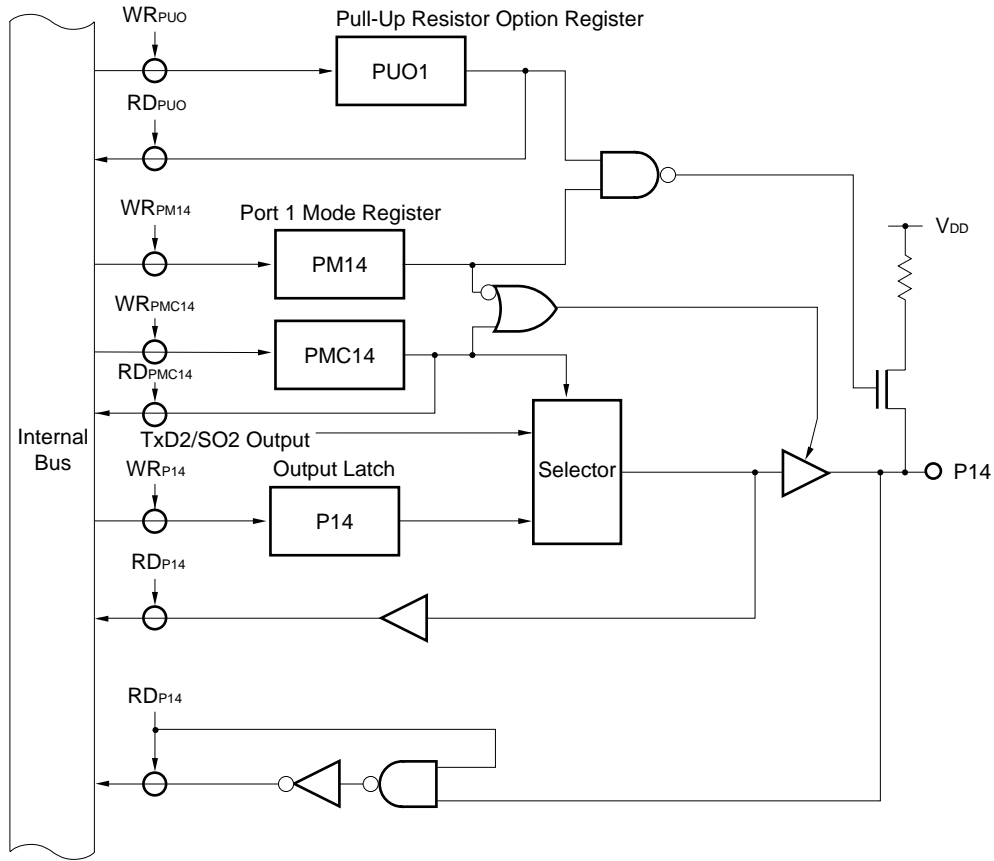 WRPUO
Pull-Up Resistor Option Register
PUO1
RDPUO
WRPM14
Port 1 Mode Register
PM14
VDD
WRPMC14
PMC14
RDPMC14
Internal
Bus
TxD2/SO2 Output
Selector
WRP14
Output Latch
P14
P14
RDP14
RDP14